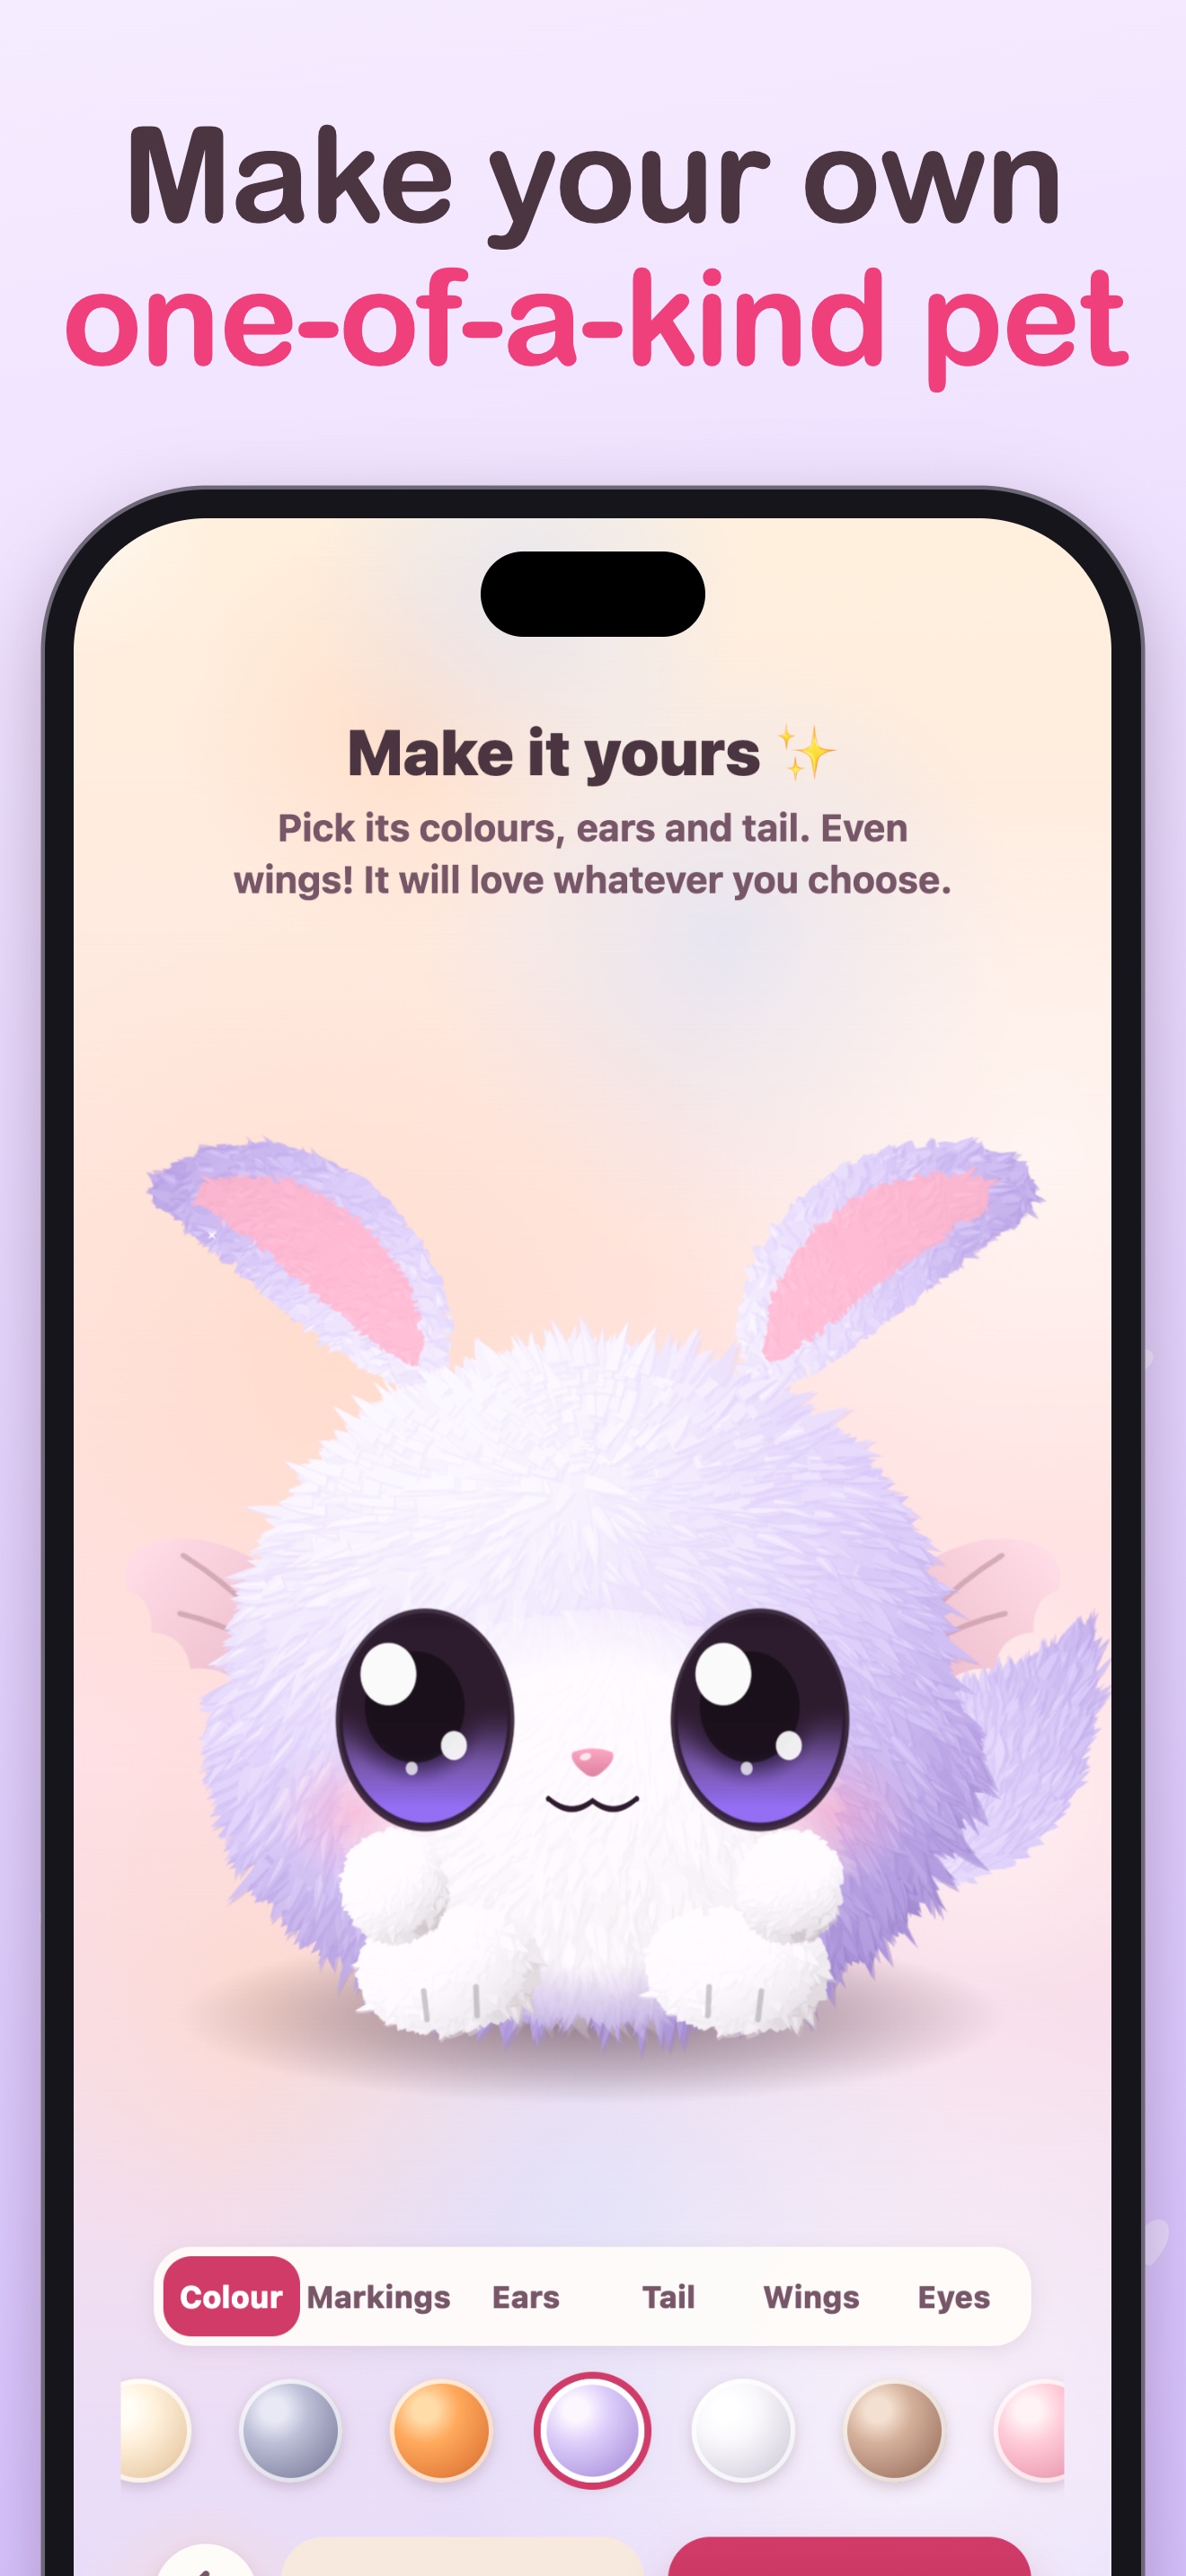 Make your own
one-of-a-kind pet
Make it yours ✨
Pick its colours, ears and tail. Even
wings! It will love whatever you choose.
Colour Markings Ears Tail Wings Eyes